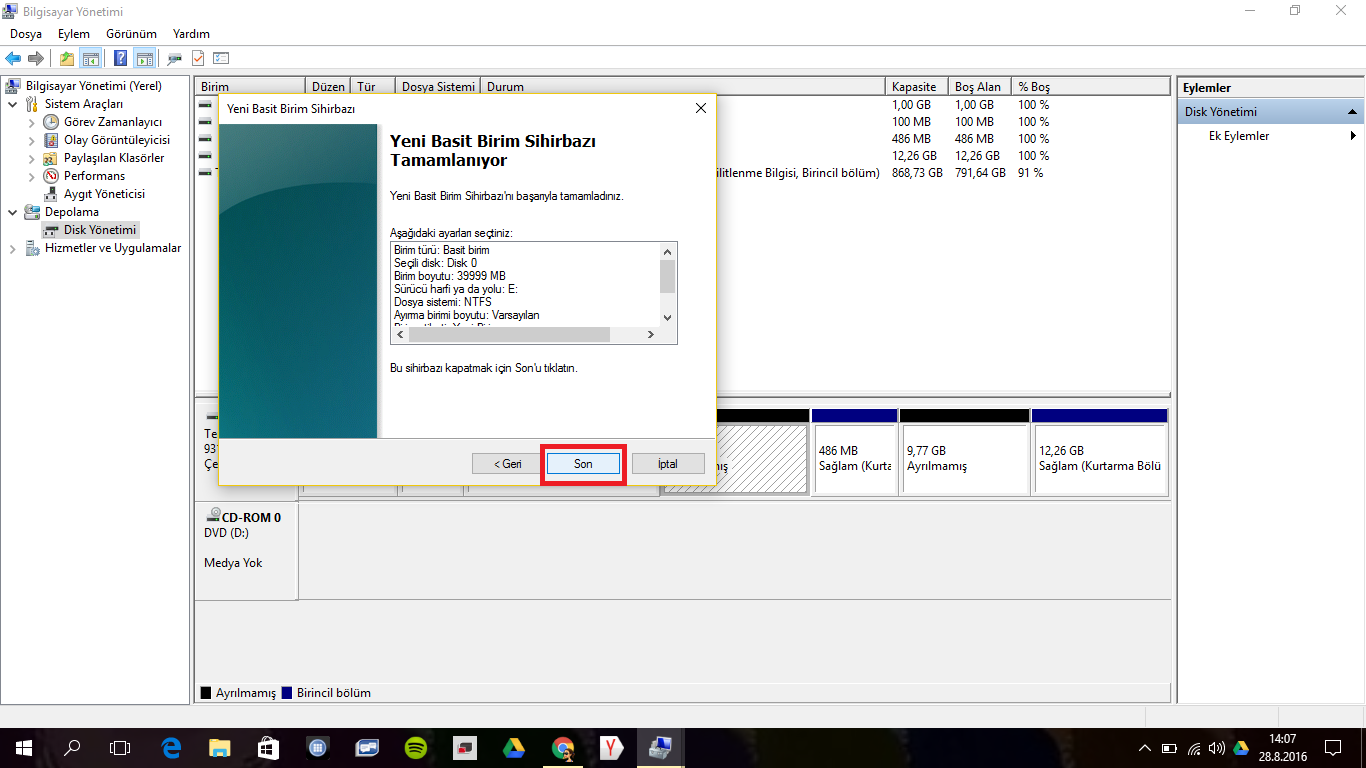 Bilgisayar Yönetimi
Dosya Eylem Görünüm Yardım
Bilgisayar Yönetimi (Yerel)
Sistem Araçları
Görev Zamanlayıcı
Olay Görüntüleyicisi
Paylaşılan Klasörler
Performans
Aygıt Yöneticisi
Depolama
Disk Yönetimi
Hizmetler ve Uygulamalar
Birim Düzen Tür Dosya Sistemi Durum Kapasite Boş Alan % Boş
1,00 GB 1,00 GB 100 %
100 MB 100 MB 100 %
486 MB 486 MB 100 %
12,26 GB 12,26 GB 100 %
ilitlenme Bilgisi, Birincil bölüm) 868,73 GB 791,64 GB 91 %
Yeni Basit Birim Sihirbazı
Yeni Basit Birim Sihirbazı
Tamamlanıyor
Yeni Basit Birim Sihirbazı'nı başarıyla tamamladınız.
Aşağıdaki ayarları seçtiniz:
Birim türü: Basit birim
Seçili disk: Disk 0
Birim boyutu: 39999 MB
Sürücü harfi ya da yolu: E:
Dosya sistemi: NTFS
Ayırma birimi boyutu: Varsayılan
Bu sihirbazı kapatmak için Son'u tıklatın.
< Geri Son İptal
Te
931
Çe
486 MB
Sağlam (Kurta
9,77 GB
Ayrılmamış
12,26 GB
Sağlam (Kurtarma Bölü
CD-ROM 0
DVD (D:)
Medya Yok
Ayrılmamış Birincil bölüm
Eylemler
Disk Yönetimi
Ek Eylemler
14:07
28.8.2016